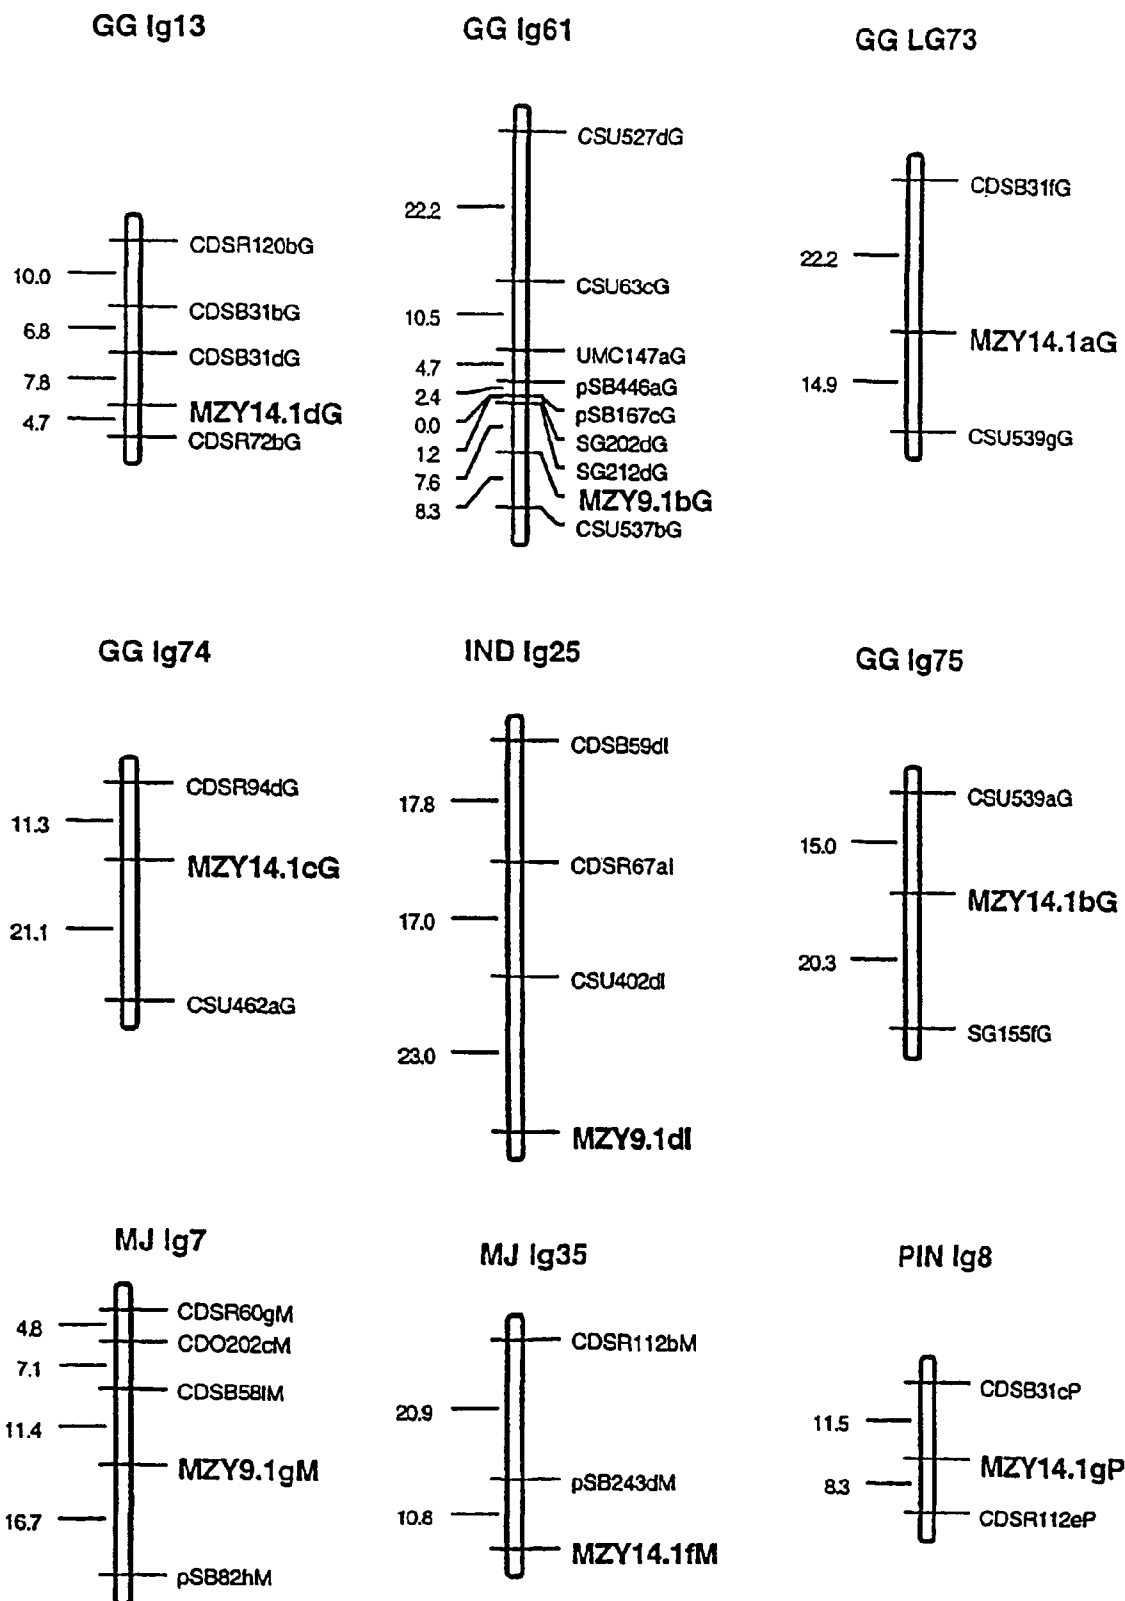 GG lg13
CDSR120bG
10.0
CDSB31bG
6.8
CDSB31dG
7.8
MZY14.1dG
4.7
CDSR72bG
GG lg61
CSU527dG
22.2
CSU63cG
10.5
UMC147aG
4.7
pSB446aG
2.4
pSB167cG
0.0
SG202dG
1.2
SG212dG
7.6
MZY9.1bG
8.3
CSU537bG
GG LG73
CDSB31fG
22.2
MZY14.1aG
14.9
CSU539gG
GG lg74
CDSR94dG
11.3
MZY14.1cG
21.1
CSU462aG
IND lg25
CDSB59dI
17.8
CDSR67aI
17.0
CSU402dI
23.0
MZY9.1dI
GG lg75
CSU539aG
15.0
MZY14.1bG
20.3
SG155fG
MJ lg7
CDSR60gM
4.8
CDO202cM
7.1
CDSB58IM
11.4
MZY9.1gM
16.7
pSB82hM
MJ lg35
CDSR112bM
20.9
pSB243dM
10.8
MZY14.1fM
PIN lg8
CDSB31cP
11.5
MZY14.1gP
8.3
CDSR112eP